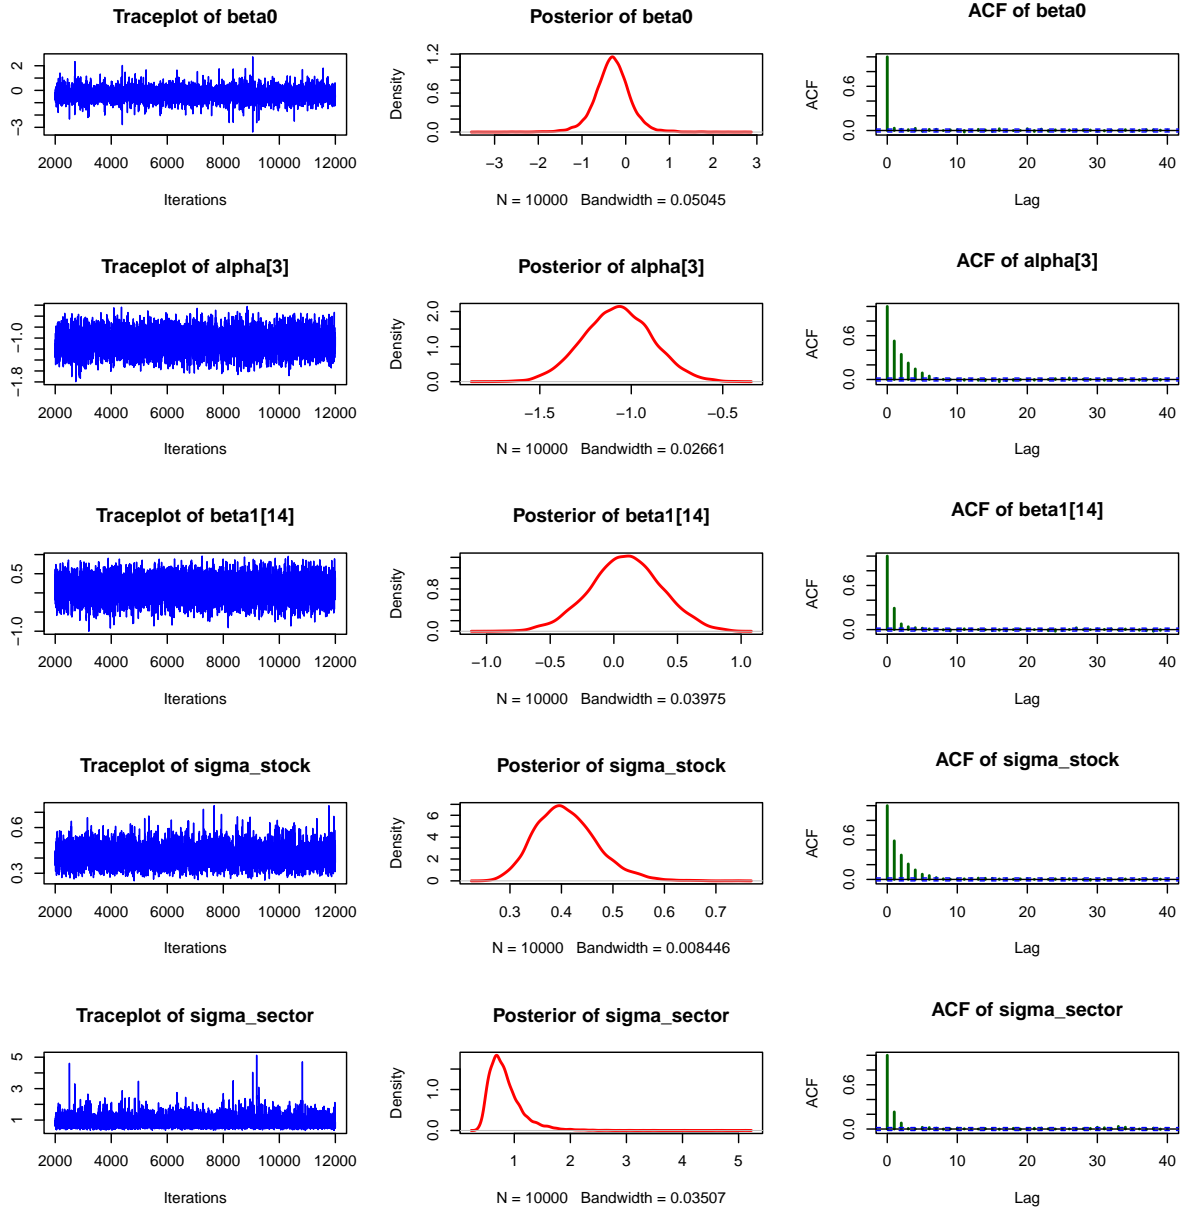 Traceplot of beta0
2
0
−3
2000 4000 6000 8000 10000 12000
Iterations
Posterior of beta0
Density
1.2
0.6
0.0
−3 −2 −1 0 1 2 3
N = 10000 Bandwidth = 0.05045
ACF of beta0
ACF
0.6
0.0
0 10 20 30 40
Lag
Traceplot of alpha[3]
−1.0
−1.8
2000 4000 6000 8000 10000 12000
Iterations
Posterior of alpha[3]
Density
2.0
1.0
0.0
−1.5 −1.0 −0.5
N = 10000 Bandwidth = 0.02661
ACF of alpha[3]
ACF
0.6
0.0
0 10 20 30 40
Lag
Traceplot of beta1[14]
0.5
−1.0
2000 4000 6000 8000 10000 12000
Iterations
Posterior of beta1[14]
Density
0.8
0.0
−1.0 −0.5 0.0 0.5 1.0
N = 10000 Bandwidth = 0.03975
ACF of beta1[14]
ACF
0.6
0.0
0 10 20 30 40
Lag
Traceplot of sigma_stock
0.6
0.3
2000 4000 6000 8000 10000 12000
Iterations
Posterior of sigma_stock
Density
6
4
2
0
0.3 0.4 0.5 0.6 0.7
N = 10000 Bandwidth = 0.008446
ACF of sigma_stock
ACF
0.6
0.0
0 10 20 30 40
Lag
Traceplot of sigma_sector
5
3
1
2000 4000 6000 8000 10000 12000
Iterations
Posterior of sigma_sector
Density
1.0
0.0
1 2 3 4 5
N = 10000 Bandwidth = 0.03507
ACF of sigma_sector
ACF
0.6
0.0
0 10 20 30 40
Lag